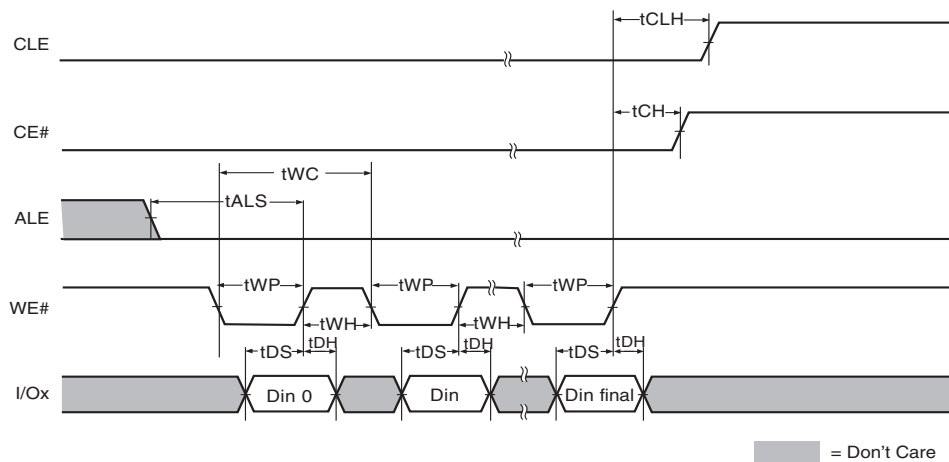 tCLH
CLE
tCH
CE#
tWC
tALS
ALE
tWP tWP tWP
WE#
tWH tWH
tDS tDH tDS tDH tDS tDH
I/Ox Din 0 Din Din final
= Don't Care